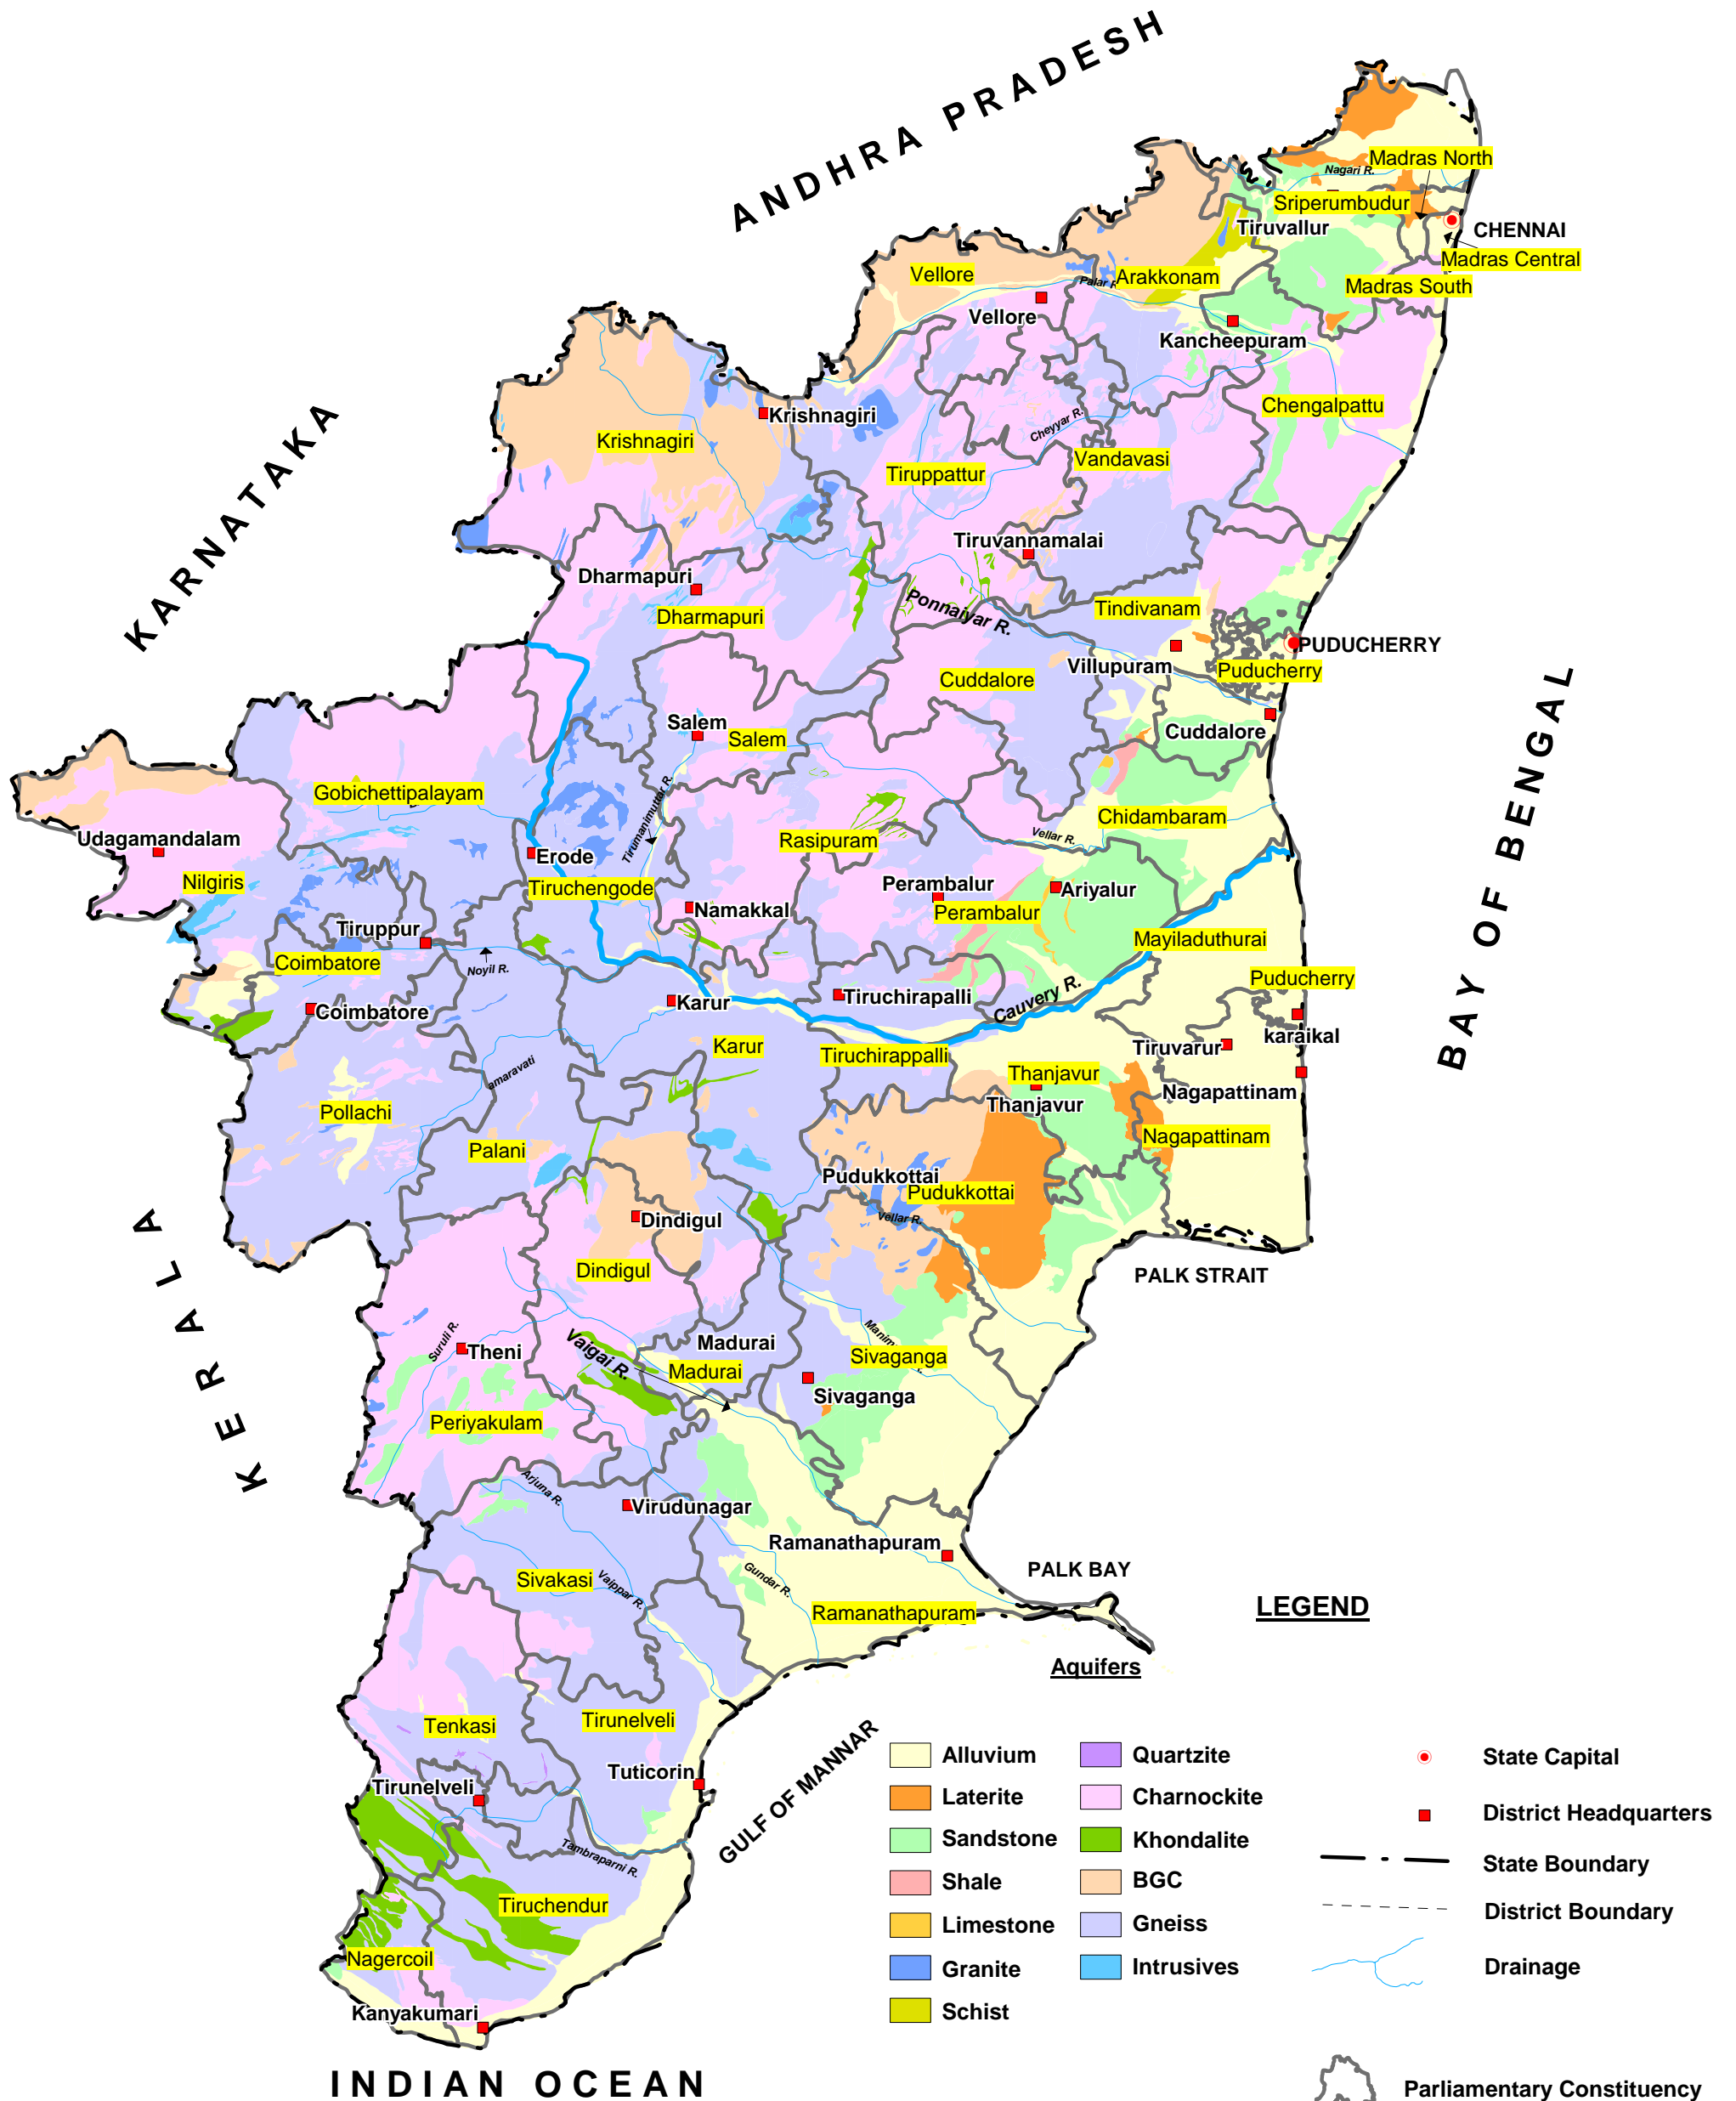 ANDHRA PRADESH
Nagari R.
Madras North
Sriperumbudur
Tiruvallur
CHENNAI
Madras Central
Vellore
Arakkonam
Palar R
Madras South
Vellore
Kancheepuram
KARNATAKA
Krishnagiri
Krishnagiri
Chengalpattu
Cheyyar R.
Vandavasi
Tiruppattur
Tiruvannamalai
Dharmapuri
Dharmapuri
Ponnaiyar R.
Tindivanam
PUDUCHERRY
Villupuram
Puducherry
Cuddalore
Cuddalore
Salem
Salem
BAY OF BENGAL
Gobichettipalayam
Tirumanimuttar R.
Chidambaram
Udagamandalam
Rasipuram
Vellar R.
Erode
Nilgiris
Tiruchengode
Perambalur
Ariyalur
Namakkal
Perambalur
Tiruppur
Mayiladuthurai
Coimbatore
Noyil R.
Puducherry
Coimbatore
Karur
Tiruchirapalli
Cauvery R.
karaikal
Karur
Tiruchirappalli
Tiruvarur
amaravati
Thanjavur
Thanjavur
Nagapattinam
Pollachi
Palani
Nagapattinam
Pudukkottai
Pudukkottai
Vellar R.
Dindigul
KERALA
Dindigul
PALK STRAIT
Suruli R.
Theni
Vaigai R.
Madurai
Madurai
Manim
Sivaganga
Sivaganga
Periyakulam
Arjuna R.
Virudunagar
Ramanathapuram
Sivakasi
Vaippar R.
Gundar R.
PALK BAY
Ramanathapuram
LEGEND
Aquifers
Tenkasi
Tirunelveli
GULF OF MANNAR
Tirunelveli
Tuticorin
Tambraparni R.
Tiruchendur
Nagercoil
Kanyakumari
INDIAN OCEAN
Alluvium
Laterite
Sandstone
Shale
Limestone
Granite
Schist
Quartzite
Charnockite
Khondalite
BGC
Gneiss
Intrusives
State Capital
District Headquarters
State Boundary
District Boundary
Drainage
Parliamentary Constituency